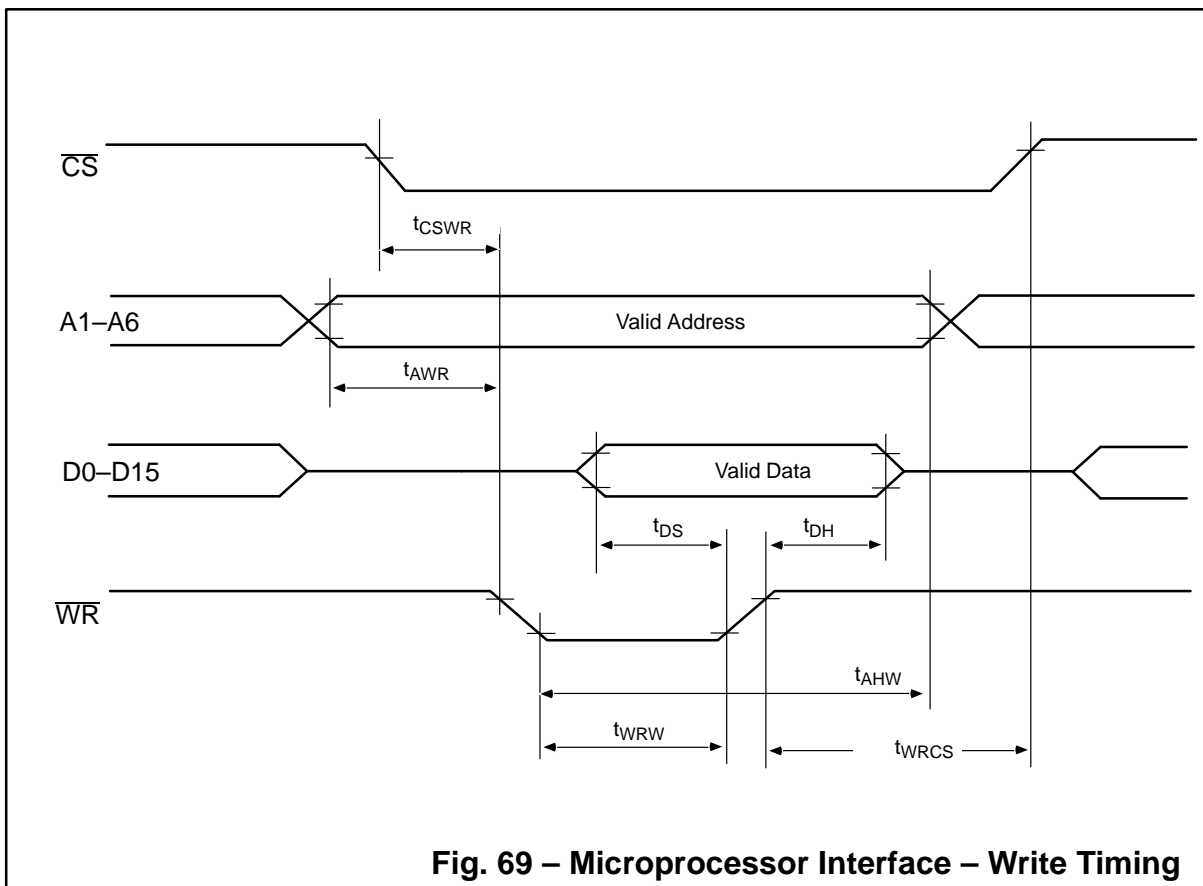 CS
tCSWR
A1–A6
Valid Address
tAWR
D0–D15
Valid Data
tDS
tDH
WR
tAHW
tWRW
tWRCS
Fig. 69 – Microprocessor Interface – Write Timing